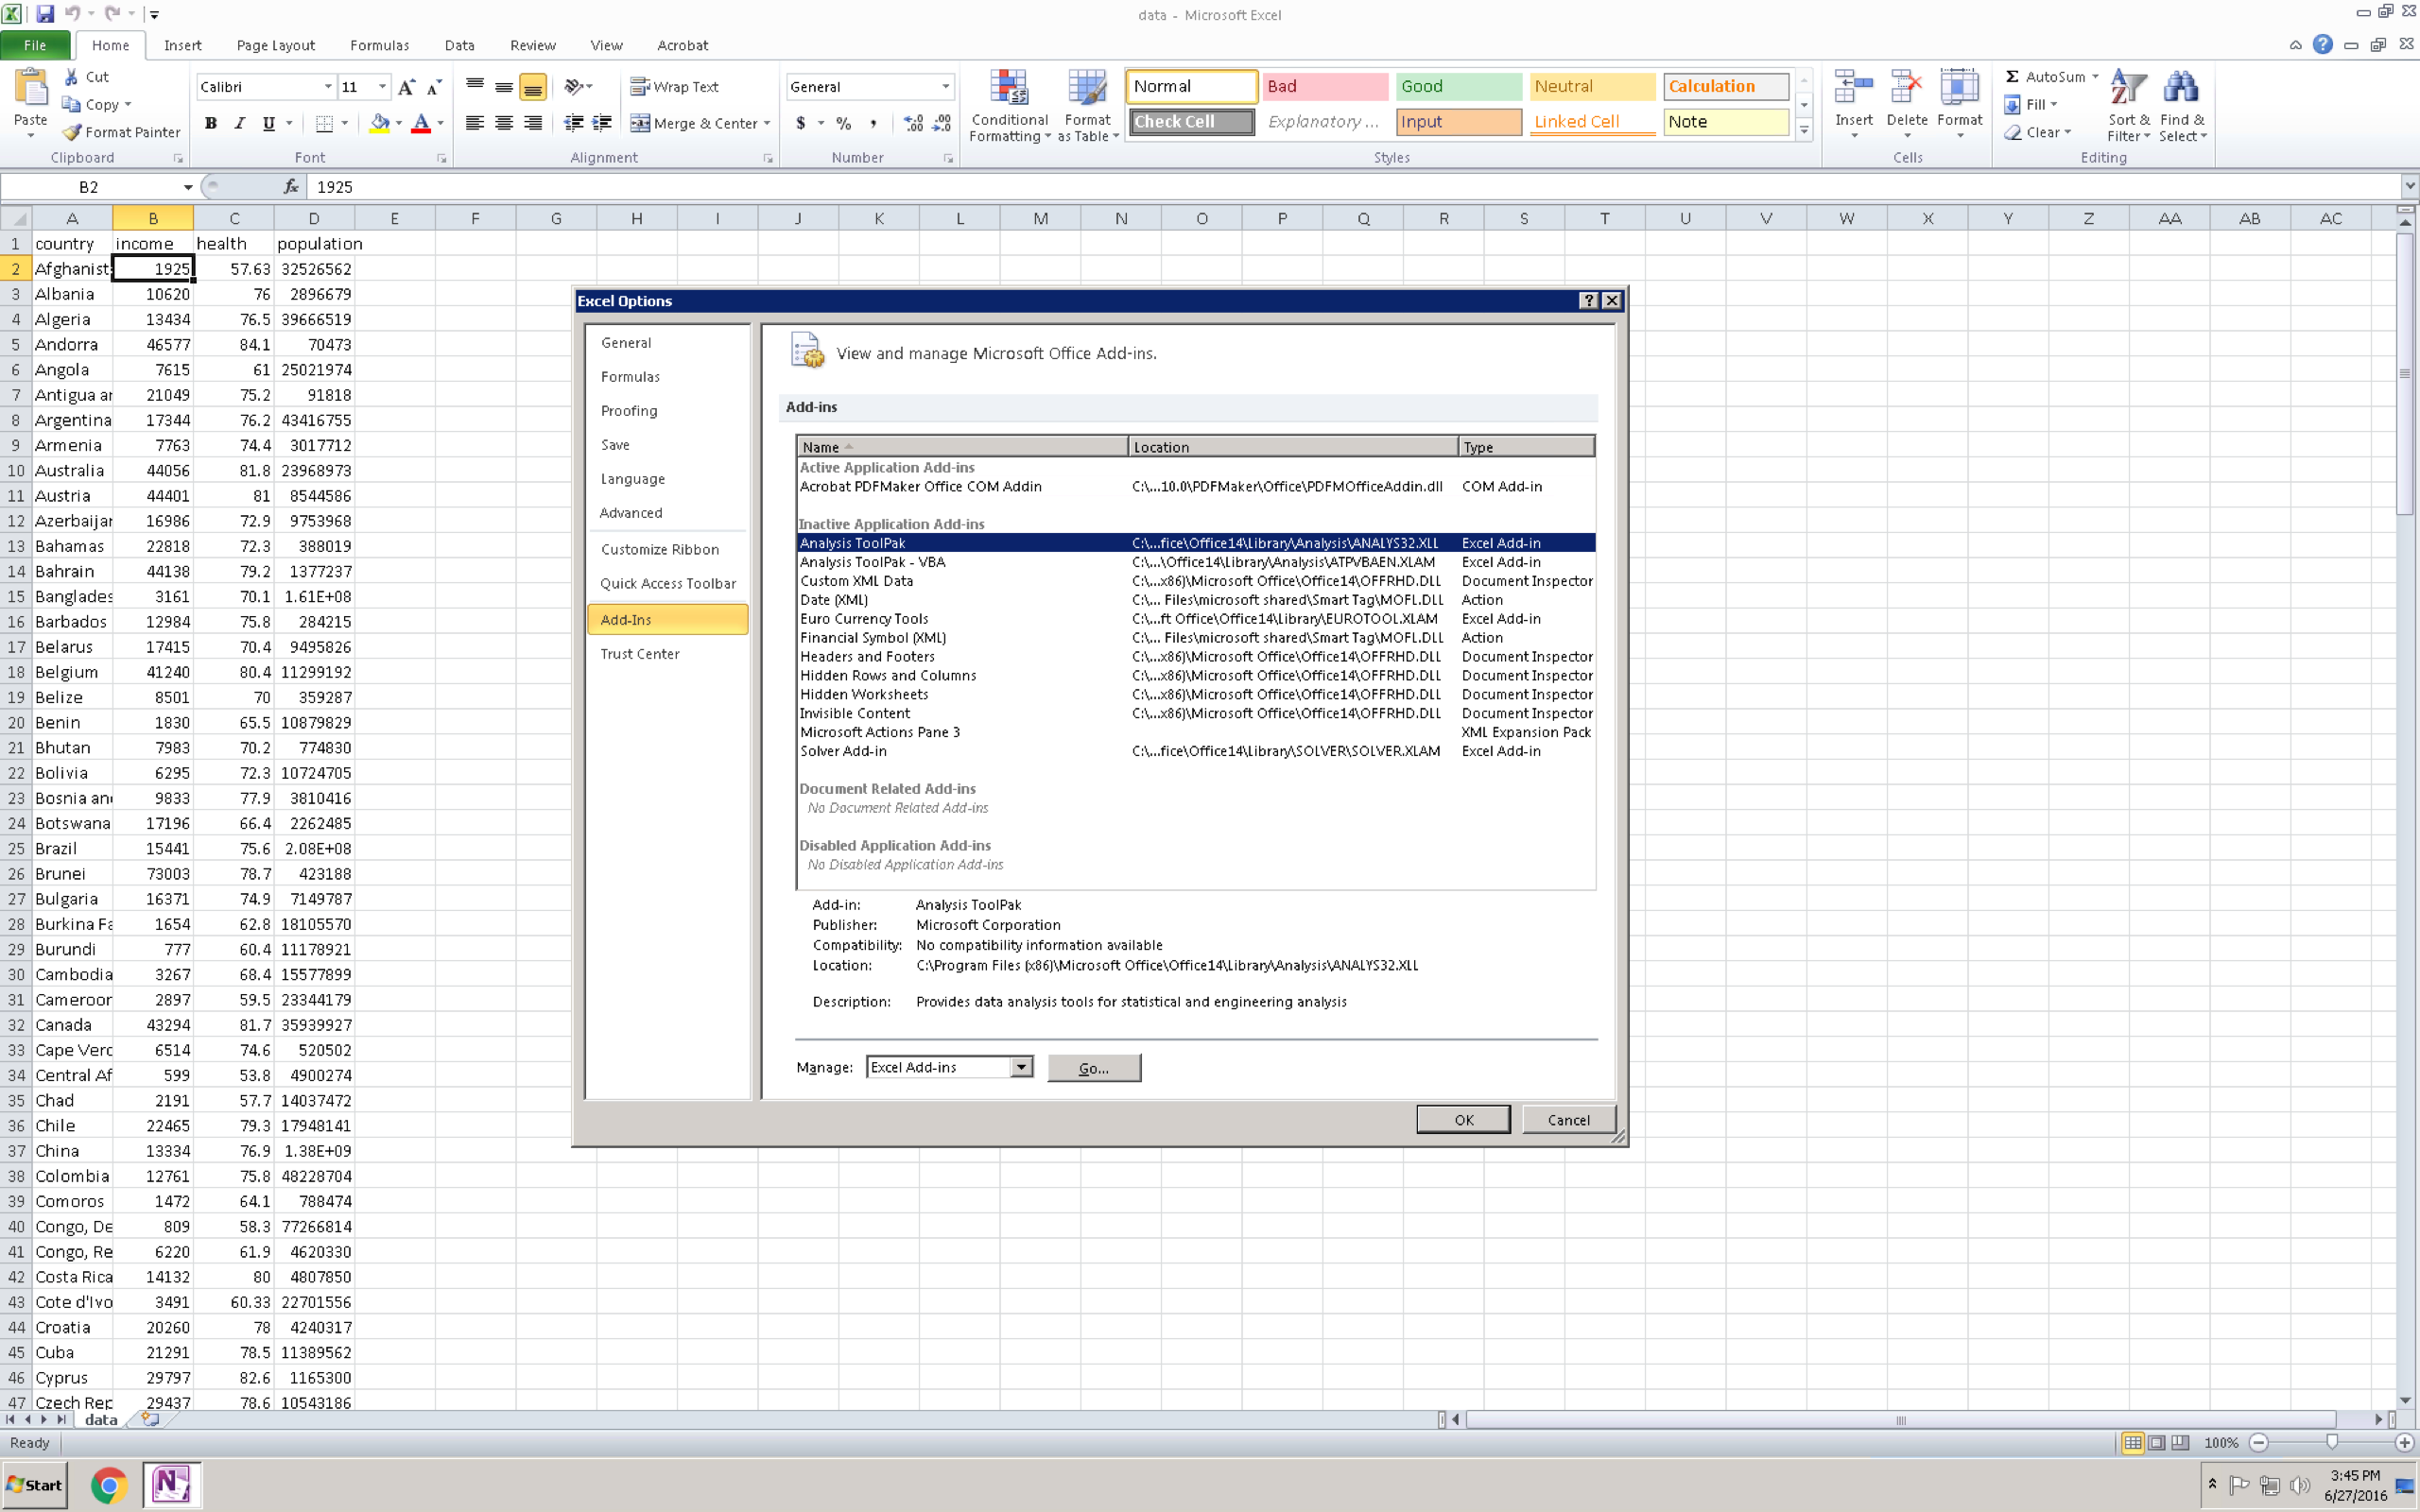 data - Microsoft Excel
File Home Insert Page Layout Formulas Data Review View Acrobat
Paste
Cut
Copy
Format Painter
Clipboard
Calibri 11
B I U
Font
Wrap Text
Merge & Center
Alignment
General
$ % ,
Number
Conditional Formatting
Format as Table
Normal Bad Good Neutral Calculation
Check Cell Explanatory ... Input Linked Cell Note
Styles
Insert Delete Format
Cells
AutoSum
Fill
Clear
Sort & Filter
Find & Select
Editing
B2 fx 1925
A B C D E F G H I J K L M N O P Q R S T U V W X Y Z AA AB AC
1 country income health population
2 Afghanist 1925 57.63 32526562
3 Albania 10620 76 2896679
4 Algeria 13434 76.5 39666519
5 Andorra 46577 84.1 70473
6 Angola 7615 61 25021974
7 Antigua ar 21049 75.2 91818
8 Argentina 17344 76.2 43416755
9 Armenia 7763 74.4 3017712
10 Australia 44056 81.8 23968973
11 Austria 44401 81 8544586
12 Azerbaijar 16986 72.9 9753968
13 Bahamas 22818 72.3 388019
14 Bahrain 44138 79.2 1377237
15 Banglades 3161 70.1 1.61E+08
16 Barbados 12984 75.8 284215
17 Belarus 17415 70.4 9495826
18 Belgium 41240 80.4 11299192
19 Belize 8501 70 359287
20 Benin 1830 65.5 10879829
21 Bhutan 7983 70.2 774830
22 Bolivia 6295 72.3 10724705
23 Bosnia an 9833 77.9 3810416
24 Botswana 17196 66.4 2262485
25 Brazil 15441 75.6 2.08E+08
26 Brunei 73003 78.7 423188
27 Bulgaria 16371 74.9 7149787
28 Burkina Fa 1654 62.8 18105570
29 Burundi 777 60.4 11178921
30 Cambodia 3267 68.4 15577899
31 Cameroor 2897 59.5 23344179
32 Canada 43294 81.7 35939927
33 Cape Verc 6514 74.6 520502
34 Central Af 599 53.8 4900274
35 Chad 2191 57.7 14037472
36 Chile 22465 79.3 17948141
37 China 13334 76.9 1.38E+09
38 Colombia 12761 75.8 48228704
39 Comoros 1472 64.1 788474
40 Congo, De 809 58.3 77266814
41 Congo, Re 6220 61.9 4620330
42 Costa Rica 14132 80 4807850
43 Cote d'Ivo 3491 60.33 22701556
44 Croatia 20260 78 4240317
45 Cuba 21291 78.5 11389562
46 Cyprus 29797 82.6 1165300
47 Czech Rep 29437 78.6 10543186
Excel Options
General
Formulas
Proofing
Save
Language
Advanced
Customize Ribbon
Quick Access Toolbar
Add-Ins
Trust Center
View and manage Microsoft Office Add-ins.
Add-ins
Name Location Type
Active Application Add-ins
Acrobat PDFMaker Office COM Addin C:\...10.0\PDFMaker\Office\PDFMOfficeAddin.dll COM Add-in
Inactive Application Add-ins
Analysis ToolPak C:\...fice\Office14\Library\Analysis\ANALYS32.XLL Excel Add-in
Analysis ToolPak - VBA C:\...\Office14\Library\Analysis\ATPVBAEN.XLAM Excel Add-in
Custom XML Data C:\...x86)\Microsoft Office\Office14\OFFRHD.DLL Document Inspector
Date (XML) C:\... Files\microsoft shared\Smart Tag\MOFL.DLL Action
Euro Currency Tools C:\...ft Office\Office14\Library\EUROTOOL.XLAM Excel Add-in
Financial Symbol (XML) C:\... Files\microsoft shared\Smart Tag\MOFL.DLL Action
Headers and Footers C:\...x86)\Microsoft Office\Office14\OFFRHD.DLL Document Inspector
Hidden Rows and Columns C:\...x86)\Microsoft Office\Office14\OFFRHD.DLL Document Inspector
Hidden Worksheets C:\...x86)\Microsoft Office\Office14\OFFRHD.DLL Document Inspector
Invisible Content C:\...x86)\Microsoft Office\Office14\OFFRHD.DLL Document Inspector
Microsoft Actions Pane 3 XML Expansion Pack
Solver Add-in C:\...fice\Office14\Library\SOLVER\SOLVER.XLAM Excel Add-in
Document Related Add-ins
No Document Related Add-ins
Disabled Application Add-ins
No Disabled Application Add-ins
Add-in: Analysis ToolPak
Publisher: Microsoft Corporation
Compatibility: No compatibility information available
Location: C:\Program Files (x86)\Microsoft Office\Office14\Library\Analysis\ANALYS32.XLL
Description: Provides data analysis tools for statistical and engineering analysis
Manage: Excel Add-ins Go...
OK Cancel
data
Ready 100%
Start 3:45 PM
6/27/2016